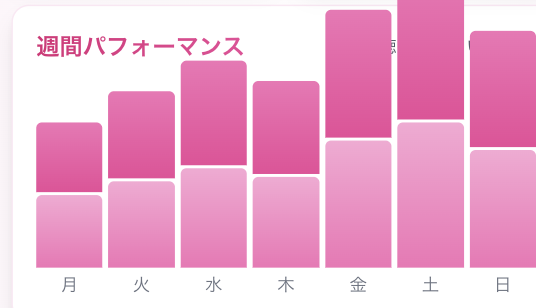 週間パフォーマンス
月 火 水 木 金 土 日